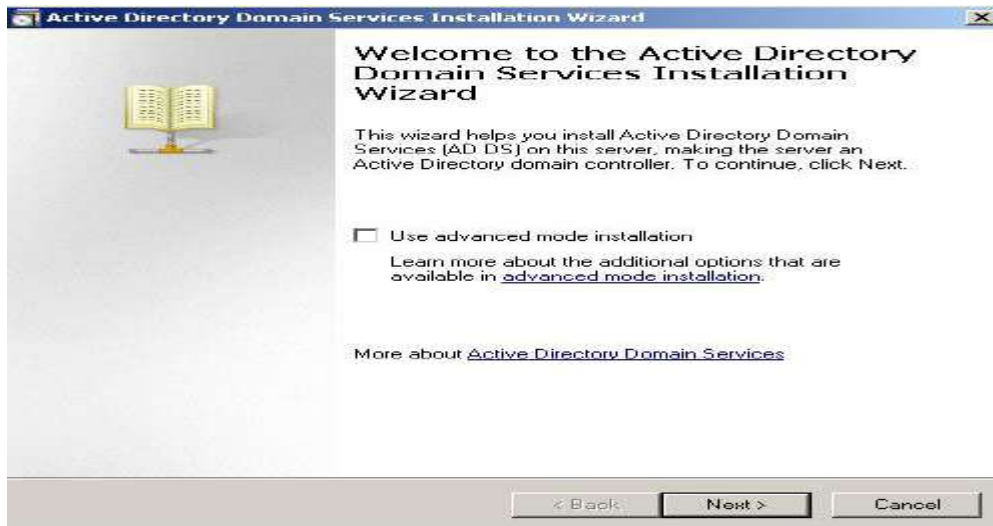 Active Directory Domain Services Installation Wizard
Welcome to the Active Directory
Domain Services Installation
Wizard
This wizard helps you install Active Directory Domain
Services (AD DS) on this server, making the server an
Active Directory domain controller. To continue, click Next.
Use advanced mode installation
Learn more about the additional options that are
available in advanced mode installation.
More about Active Directory Domain Services
< Back Next > Cancel